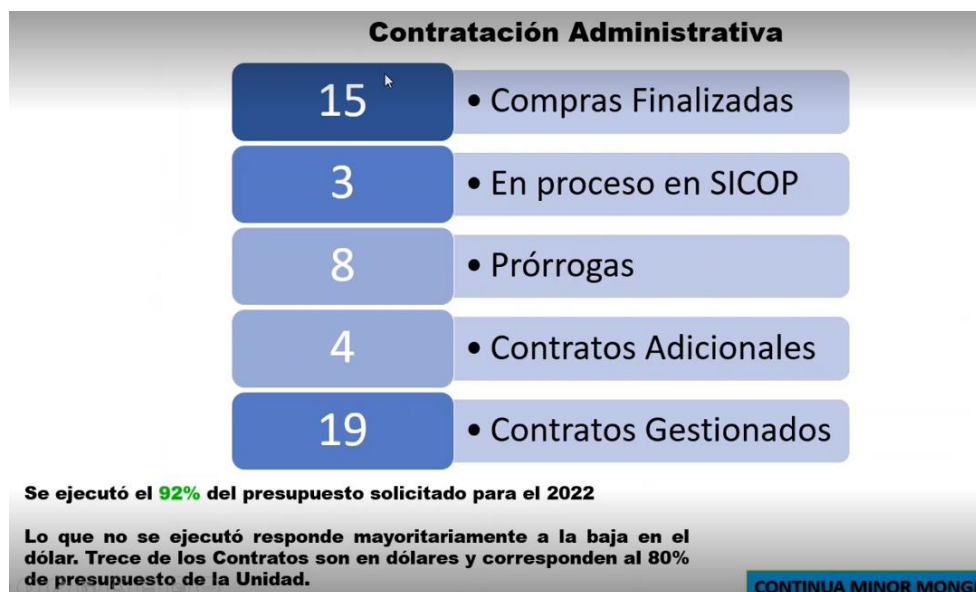 Contratación Administrativa
15
• Compras Finalizadas
3
• En proceso en SICOP
8
• Prórrogas
4
• Contratos Adicionales
19
• Contratos Gestionados
Se ejecutó el 92% del presupuesto solicitado para el 2022
Lo que no se ejecutó responde mayoritariamente a la baja en el
dólar. Trece de los Contratos son en dólares y corresponden al 80%
de presupuesto de la Unidad.
CONTINUA MINOR